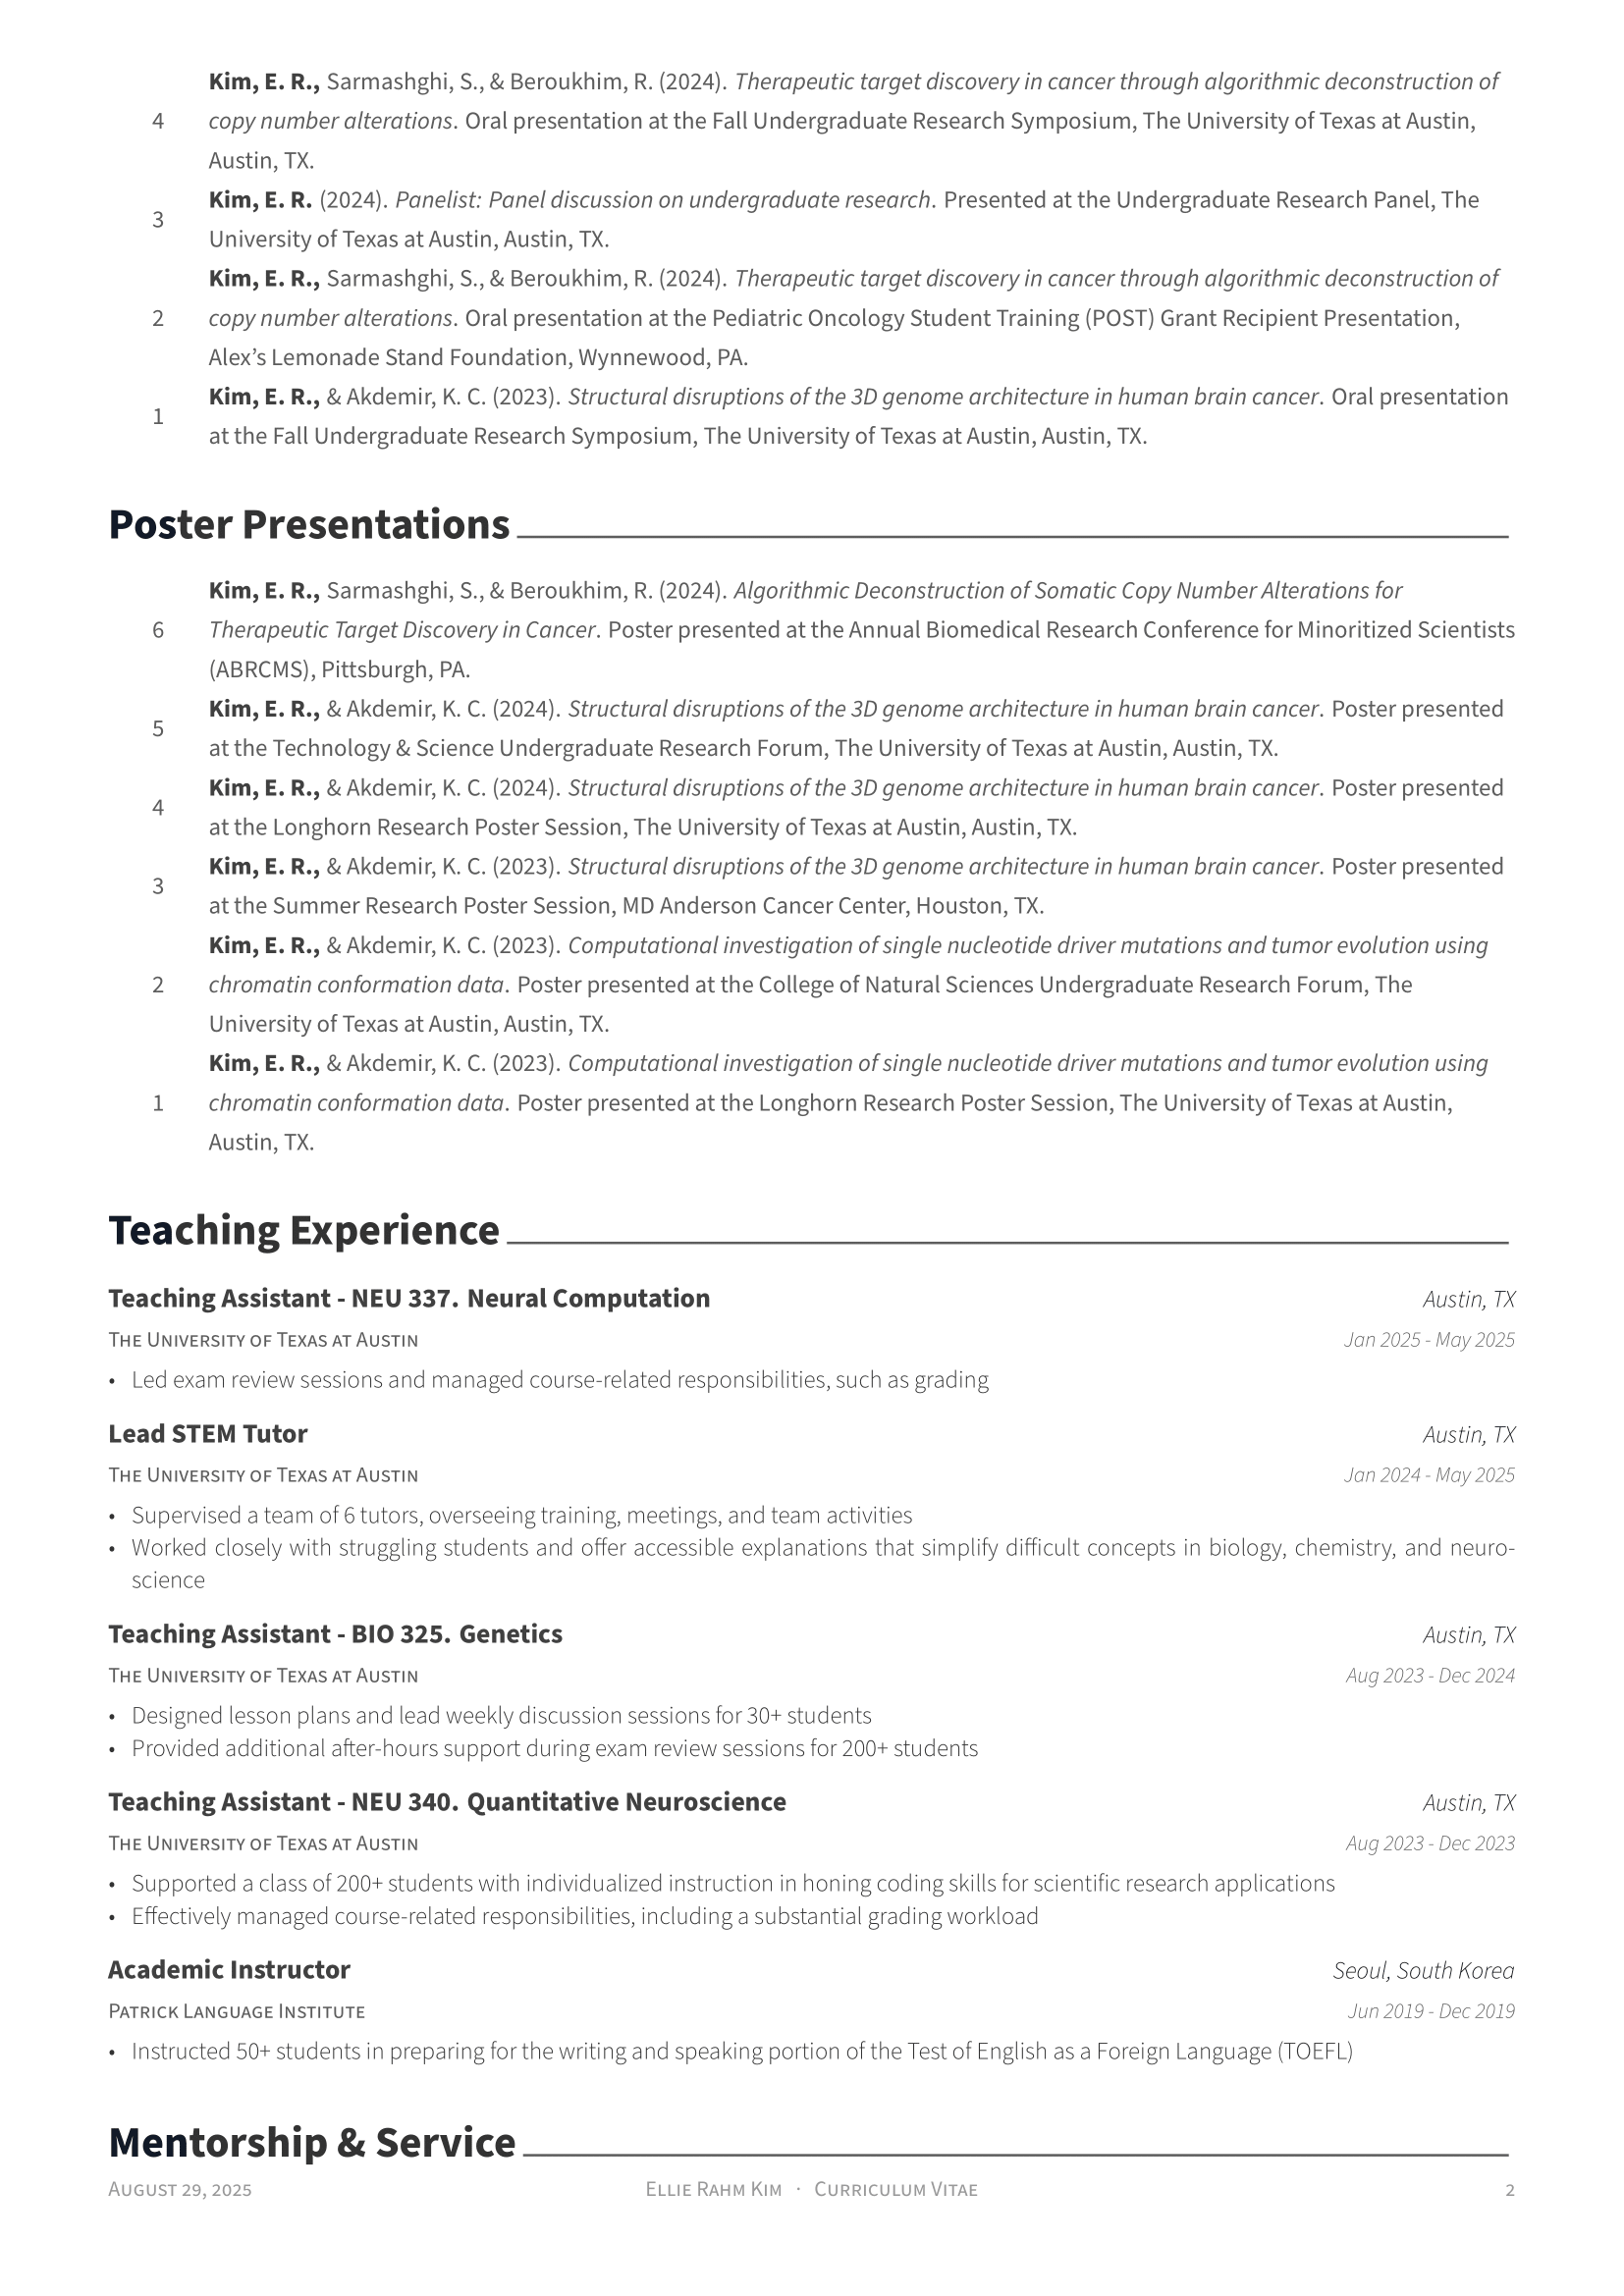 Kim, E. R., Sarmashghi, S., & Beroukhim, R. (2024). Therapeutic target discovery in cancer through algorithmic deconstruction of
4 copy number alterations. Oral presentation at the Fall Undergraduate Research Symposium, The University of Texas at Austin,
Austin, TX.
Kim, E. R. (2024). Panelist: Panel discussion on undergraduate research. Presented at the Undergraduate Research Panel, The
3
University of Texas at Austin, Austin, TX.
Kim, E. R., Sarmashghi, S., & Beroukhim, R. (2024). Therapeutic target discovery in cancer through algorithmic deconstruction of
2 copy number alterations. Oral presentation at the Pediatric Oncology Student Training (POST) Grant Recipient Presentation,
Alex’s Lemonade Stand Foundation, Wynnewood, PA.
Kim, E. R., & Akdemir, K. C. (2023). Structural disruptions of the 3D genome architecture in human brain cancer. Oral presentation
1
at the Fall Undergraduate Research Symposium, The University of Texas at Austin, Austin, TX.
Poster Presentations
Kim, E. R., Sarmashghi, S., & Beroukhim, R. (2024). Algorithmic Deconstruction of Somatic Copy Number Alterations for
6 Therapeutic Target Discovery in Cancer. Poster presented at the Annual Biomedical Research Conference for Minoritized Scientists
(ABRCMS), Pittsburgh, PA.
Kim, E. R., & Akdemir, K. C. (2024). Structural disruptions of the 3D genome architecture in human brain cancer. Poster presented
5
at the Technology & Science Undergraduate Research Forum, The University of Texas at Austin, Austin, TX.
Kim, E. R., & Akdemir, K. C. (2024). Structural disruptions of the 3D genome architecture in human brain cancer. Poster presented
4
at the Longhorn Research Poster Session, The University of Texas at Austin, Austin, TX.
Kim, E. R., & Akdemir, K. C. (2023). Structural disruptions of the 3D genome architecture in human brain cancer. Poster presented
3
at the Summer Research Poster Session, MD Anderson Cancer Center, Houston, TX.
Kim, E. R., & Akdemir, K. C. (2023). Computational investigation of single nucleotide driver mutations and tumor evolution using
2 chromatin conformation data. Poster presented at the College of Natural Sciences Undergraduate Research Forum, The
University of Texas at Austin, Austin, TX.
Kim, E. R., & Akdemir, K. C. (2023). Computational investigation of single nucleotide driver mutations and tumor evolution using
1 chromatin conformation data. Poster presented at the Longhorn Research Poster Session, The University of Texas at Austin,
Austin, TX.
Teaching Experience
Teaching Assistant - NEU 337. Neural Computation Austin, TX
The University of Texas at Austin Jan 2025 - May 2025
• Led exam review sessions and managed course-related responsibilities, such as grading
Lead STEM Tutor Austin, TX
The University of Texas at Austin Jan 2024 - May 2025
• Supervised a team of 6 tutors, overseeing training, meetings, and team activities
• Worked closely with struggling students and offer accessible explanations that simplify difficult concepts in biology, chemistry, and neuro-
science
Teaching Assistant - BIO 325. Genetics Austin, TX
The University of Texas at Austin Aug 2023 - Dec 2024
• Designed lesson plans and lead weekly discussion sessions for 30+ students
• Provided additional after-hours support during exam review sessions for 200+ students
Teaching Assistant - NEU 340. Quantitative Neuroscience Austin, TX
The University of Texas at Austin Aug 2023 - Dec 2023
• Supported a class of 200+ students with individualized instruction in honing coding skills for scientific research applications
• Effectively managed course-related responsibilities, including a substantial grading workload
Academic Instructor Seoul, South Korea
Patrick Language Institute Jun 2019 - Dec 2019
• Instructed 50+ students in preparing for the writing and speaking portion of the Test of English as a Foreign Language (TOEFL)
Mentorship & Service
August 29, 2025 Ellie Rahm Kim · Curriculum Vitae 2